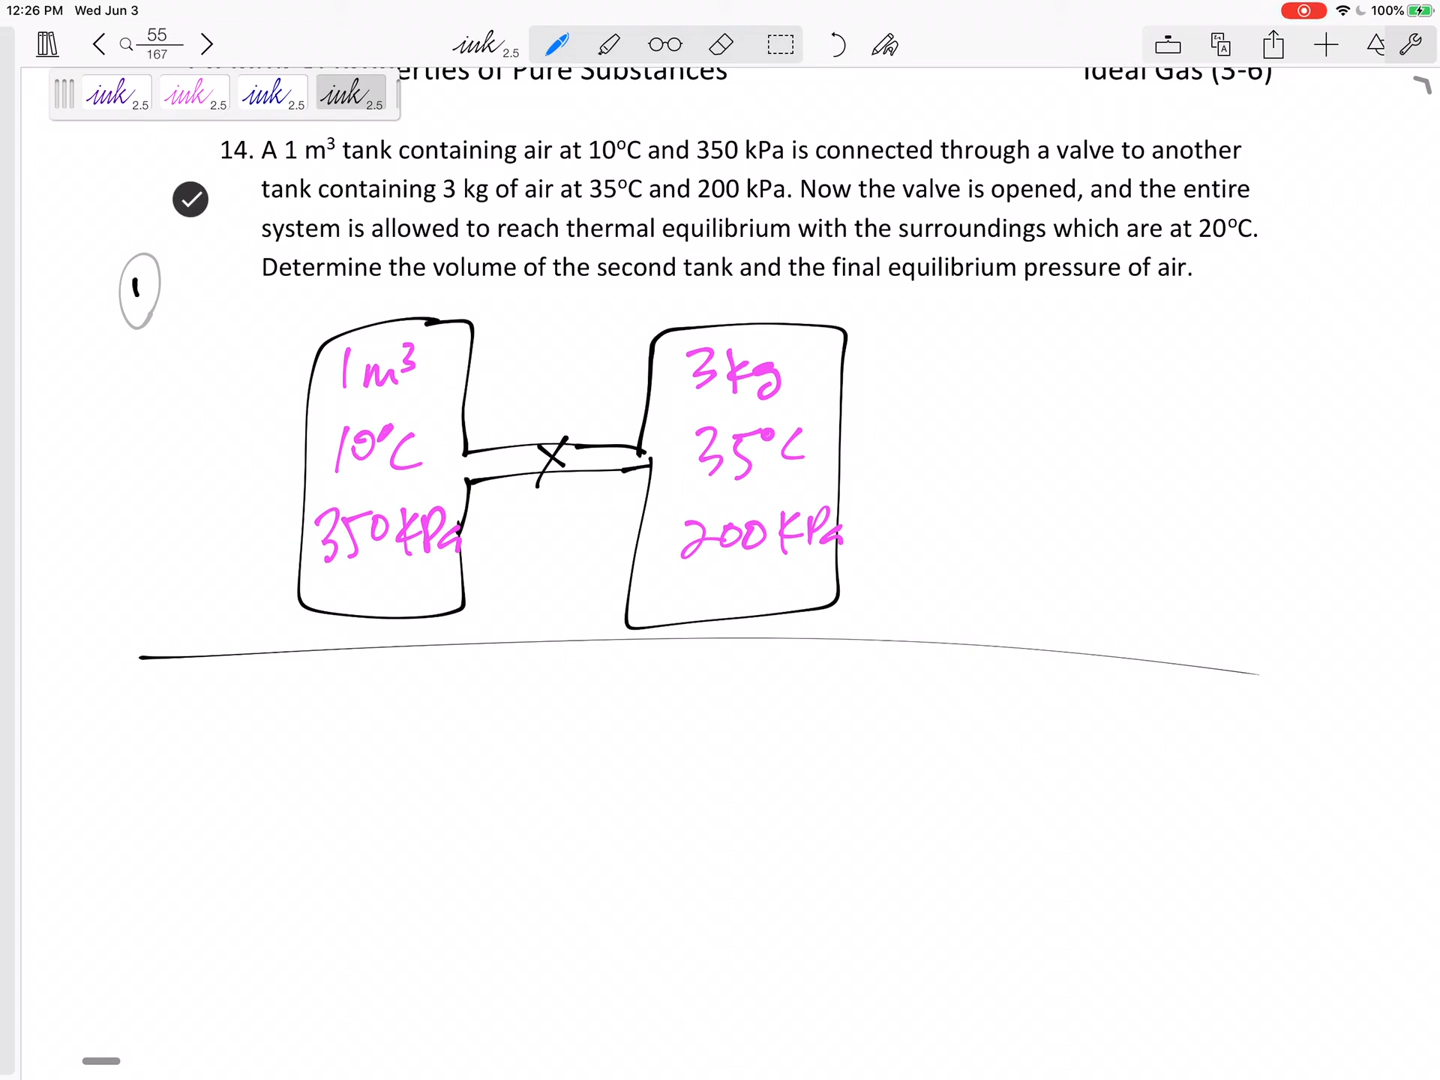 12:26 PM Wed Jun 3
100%
55
167
ink 2.5
ink 2.5
ink 2.5
ink 2.5
ink 2.5
erties of Pure Substances
Ideal Gas (3-6)
14. A 1 m³ tank containing air at 10°C and 350 kPa is connected through a valve to another
tank containing 3 kg of air at 35°C and 200 kPa. Now the valve is opened, and the entire
system is allowed to reach thermal equilibrium with the surroundings which are at 20°C.
Determine the volume of the second tank and the final equilibrium pressure of air.
1
1 m³
10°C
350 kPa
3 kg
35°C
200 kPa